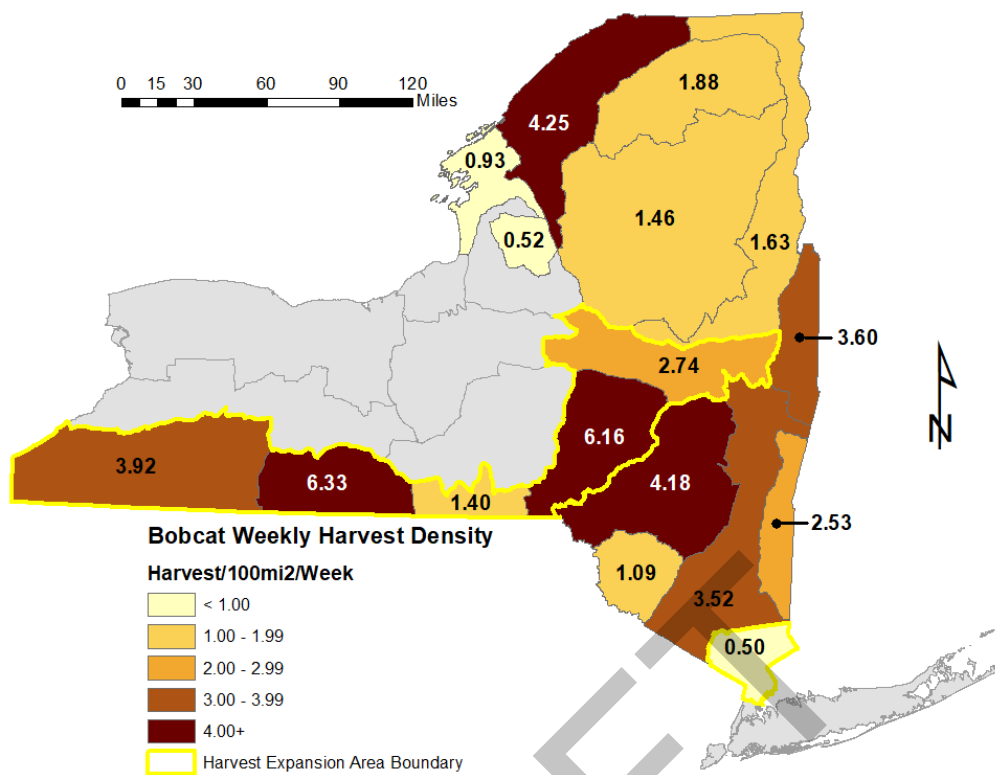 0 15 30 60 90 120
Miles
1.88
4.25
0.93
1.46
0.52
1.63
3.60
2.74
6.16
3.92
6.33
4.18
1.40
2.53
Bobcat Weekly Harvest Density
Harvest/100mi2/Week
1.09
< 1.00
3.52
1.00 - 1.99
0.50
2.00 - 2.99
3.00 - 3.99
4.00+
Harvest Expansion Area Boundary
N